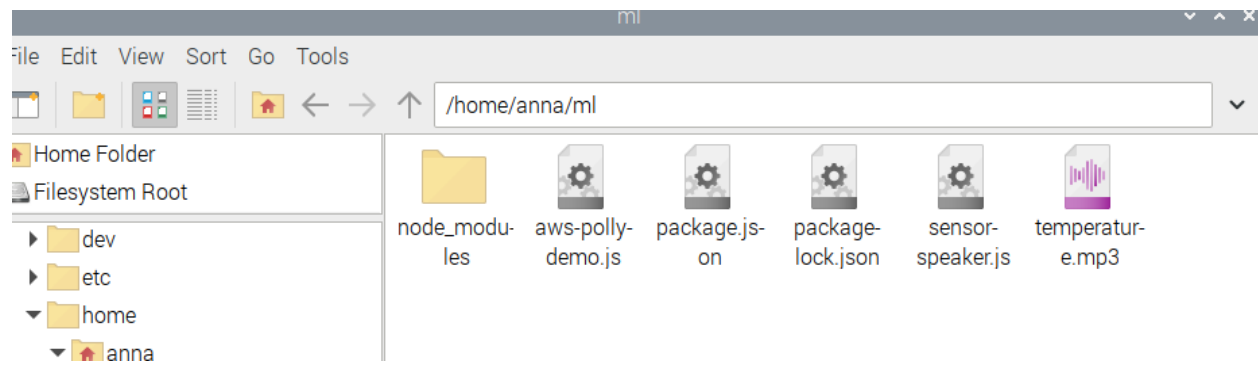 ml
File Edit View Sort Go Tools
/home/anna/ml
Home Folder
Filesystem Root
dev
etc
home
anna
node_modu-
les
aws-polly-
demo.js
package.js-
on
package-
lock.json
sensor-
speaker.js
temperatur-
e.mp3